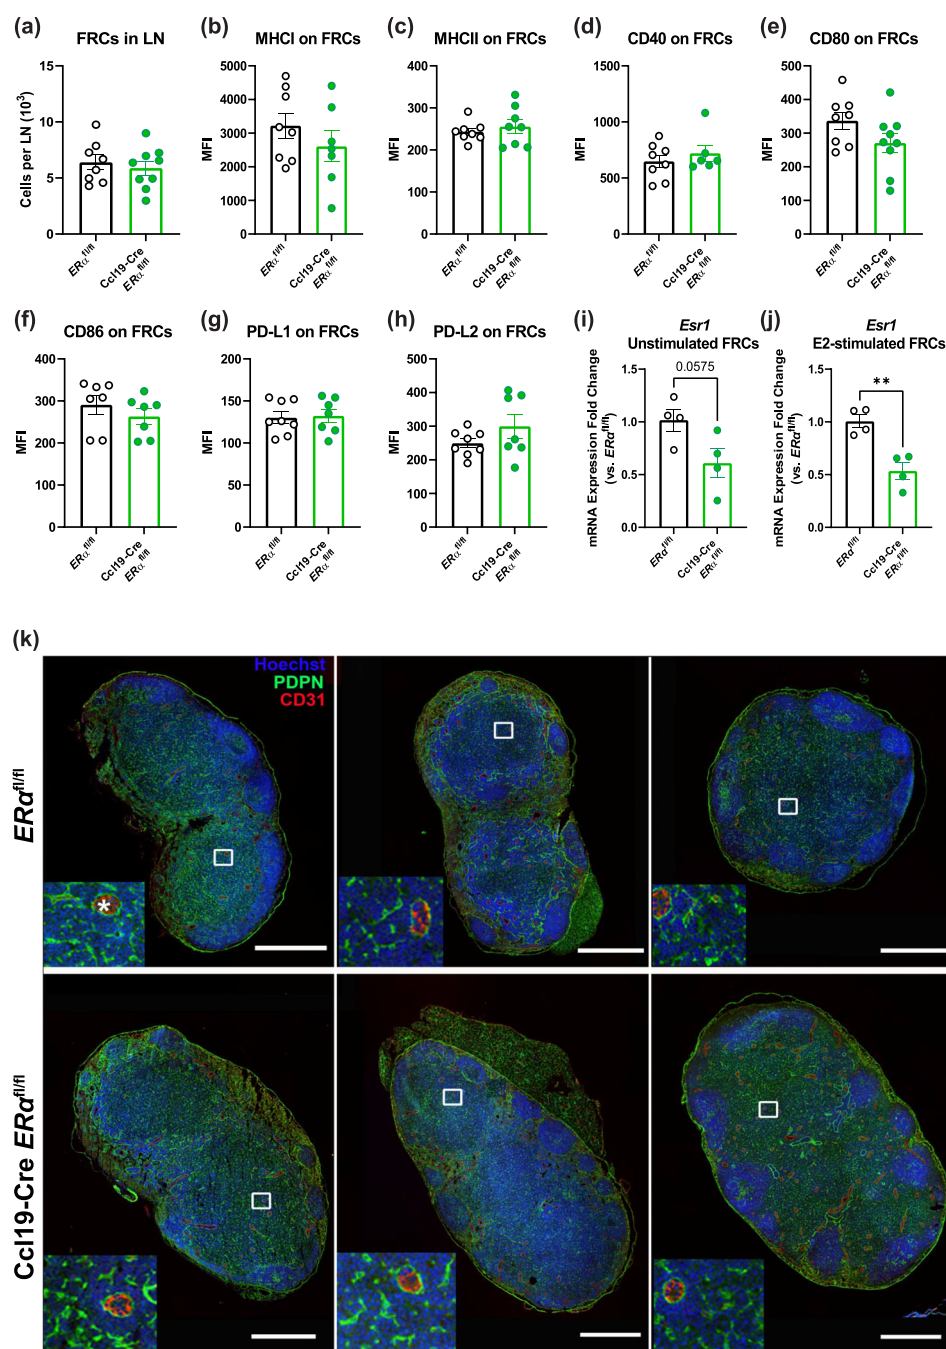 (a)
FRCs in LN
Cells per LN (10³)
15
10
5
0
ERα^fl/fl
Ccl19-Cre
ERα^fl/fl
(b)
MHCI on FRCs
MFI
5000
4000
3000
2000
1000
0
ERα^fl/fl
Ccl19-Cre
ERα^fl/fl
(c)
MHCII on FRCs
MFI
400
300
200
100
0
ERα^fl/fl
Ccl19-Cre
ERα^fl/fl
(d)
CD40 on FRCs
MFI
1500
1000
500
0
ERα^fl/fl
Ccl19-Cre
ERα^fl/fl
(e)
CD80 on FRCs
MFI
500
400
300
200
100
0
ERα^fl/fl
Ccl19-Cre
ERα^fl/fl
(f)
CD86 on FRCs
MFI
400
300
200
100
0
ERα^fl/fl
Ccl19-Cre
ERα^fl/fl
(g)
PD-L1 on FRCs
MFI
200
150
100
50
0
ERα^fl/fl
Ccl19-Cre
ERα^fl/fl
(h)
PD-L2 on FRCs
MFI
500
400
300
200
100
0
ERα^fl/fl
Ccl19-Cre
ERα^fl/fl
(i)
Esr1
Unstimulated FRCs
mRNA Expression Fold Change
(vs. ERα^fl/fl)
1.5
1.0
0.5
0.0
0.0575
ERα^fl/fl
Ccl19-Cre
ERα^fl/fl
(j)
Esr1
E2-stimulated FRCs
mRNA Expression Fold Change
(vs. ERα^fl/fl)
1.5
1.0
0.5
0.0
**
ERα^fl/fl
Ccl19-Cre
ERα^fl/fl
(k)
Hoechst
PDPN
CD31
ERα^fl/fl
*
Ccl19-Cre ERα^fl/fl